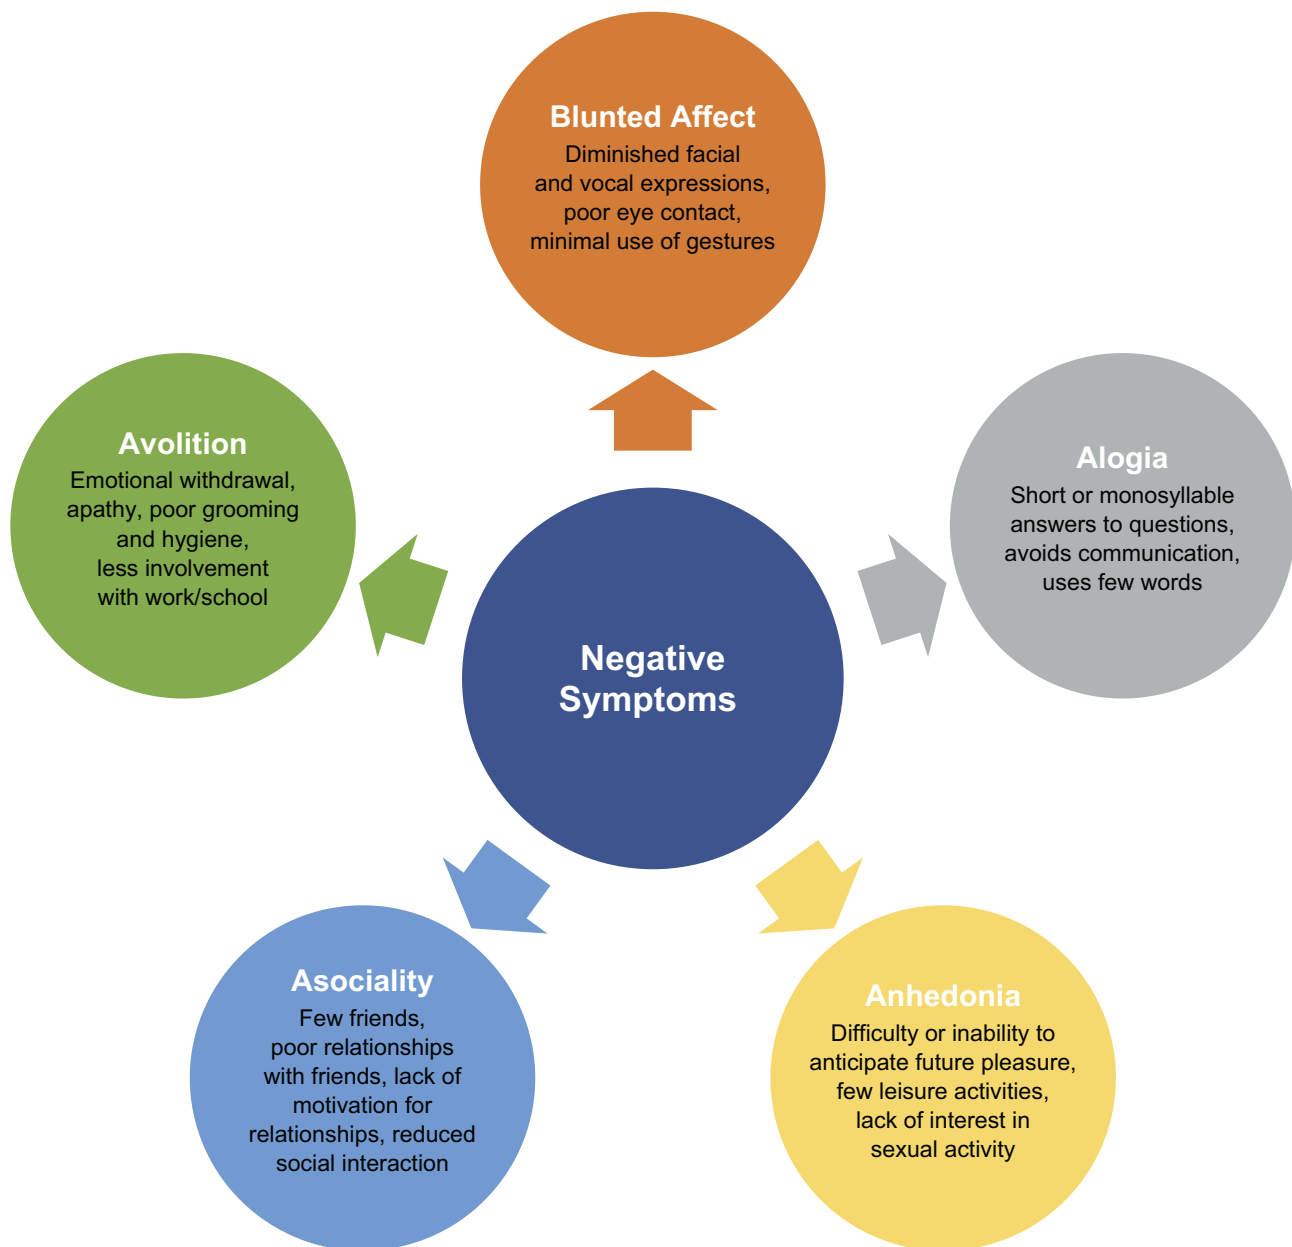 Blunted Affect
Diminished facial
and vocal expressions,
poor eye contact,
minimal use of gestures
Avolition
Emotional withdrawal,
apathy, poor grooming
and hygiene,
less involvement
with work/school
Alogia
Short or monosyllable
answers to questions,
avoids communication,
uses few words
Negative
Symptoms
Asociality
Few friends,
poor relationships
with friends, lack of
motivation for
relationships, reduced
social interaction
Anhedonia
Difficulty or inability to
anticipate future pleasure,
few leisure activities,
lack of interest in
sexual activity